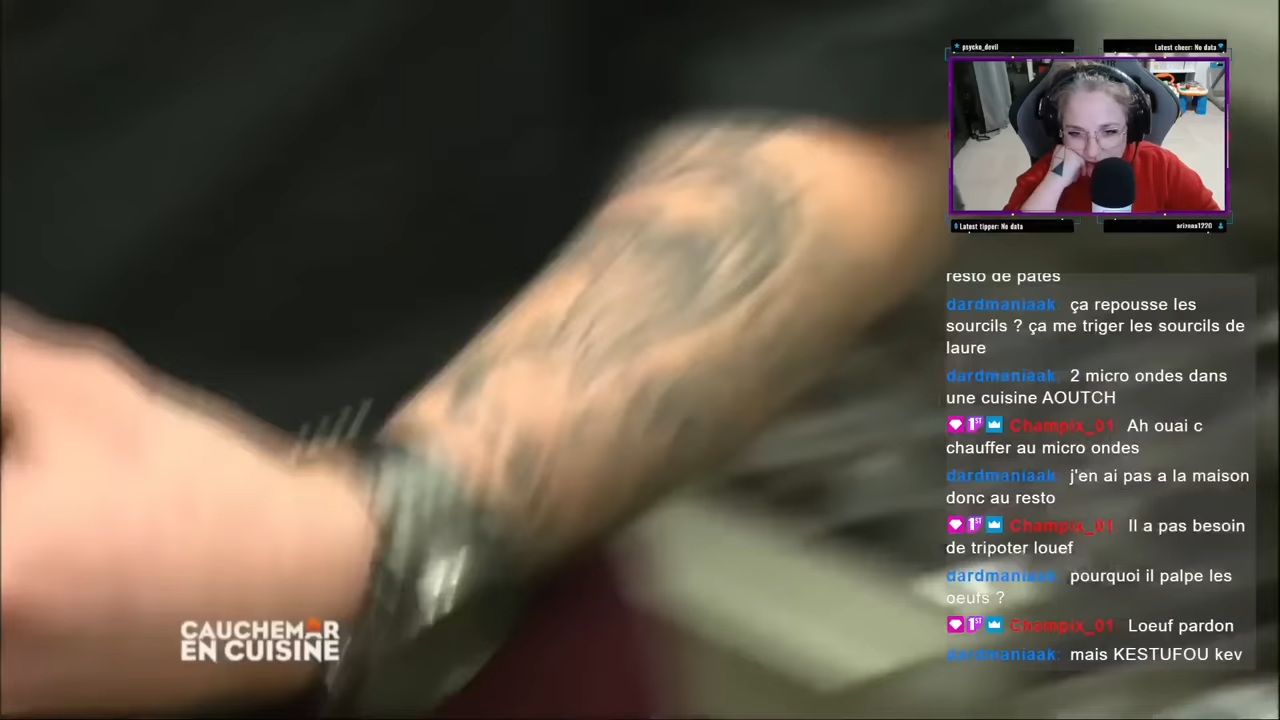 psycko_devil
Latest cheer: No data
Latest tipper: No data
arizona1220
resto de pates
dardmaniaak ça repousse les
sourcils ? ça me triger les sourcils de
laure
dardmaniaak 2 micro ondes dans
une cuisine AOUTCH
1ST Champix_01 Ah ouai c
chauffer au micro ondes
dardmaniaak j'en ai pas a la maison
donc au resto
1ST Champix_01 Il a pas besoin
de tripoter louef
dardmaniaak pourquoi il palpe les
oeufs ?
1ST Champix_01 Loeuf pardon
dardmaniaak: mais KESTUFOU kev
CAUCHEMAR
EN CUISINE